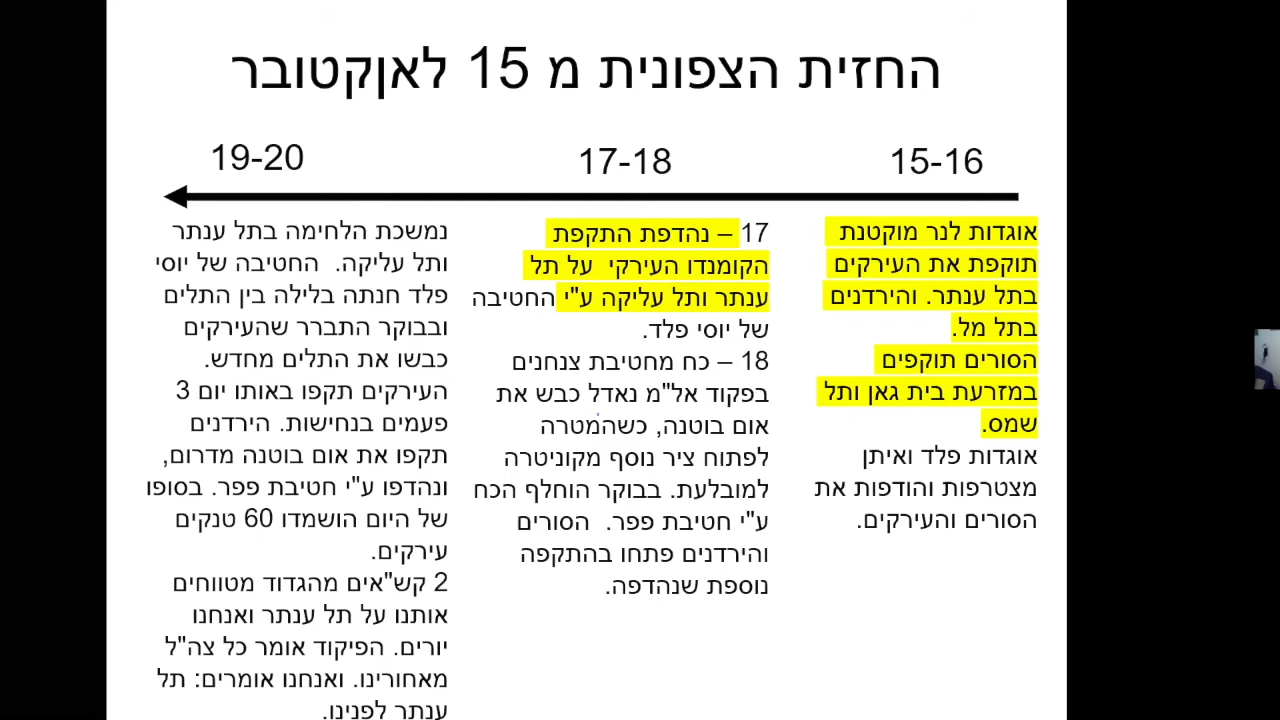 החזית הצפונית מ 15 לאןקטובר
15-16
17-18
19-20
אוגדות לנר מוקטנת
תוקפת את העירקים
בתל ענתר. והירדנים
בתל מל.
הסורים תוקפים
במזרעת בית גאן ותל
שמס.
אוגדות פלד ואיתן
מצטרפות והודפות את
הסורים והעירקים.
17 – נהדפת התקפת
הקומנדו העירקי על תל
ענתר ותל עליקה ע"י החטיבה
של יוסי פלד.
18 – כח מחטיבת צנחנים
בפקוד אל"מ נאדל כבש את
אום בוטנה, כשהמטרה
לפתוח ציר נוסף מקוניטרה
למובלעת. בבוקר הוחלף הכח
ע"י חטיבת פפר. הסורים
והירדנים פתחו בהתקפה
נוספת שנהדפה.
נמשכת הלחימה בתל ענתר
ותל עליקה. החטיבה של יוסי
פלד חנתה בלילה בין התלים
ובבוקר התברר שהעירקים
כבשו את התלים מחדש.
העירקים תקפו באותו יום 3
פעמים בנחישות. הירדנים
תקפו את אום בוטנה מדרום,
ונהדפו ע"י חטיבת פפר. בסופו
של היום הושמדו 60 טנקים
עירקים.
2 קש"אים מהגדוד מטווחים
אותנו על תל ענתר ואנחנו
יורים. הפיקוד אומר כל צה"ל
מאחורינו. ואנחנו אומרים: תל
ענתר לפנינו.